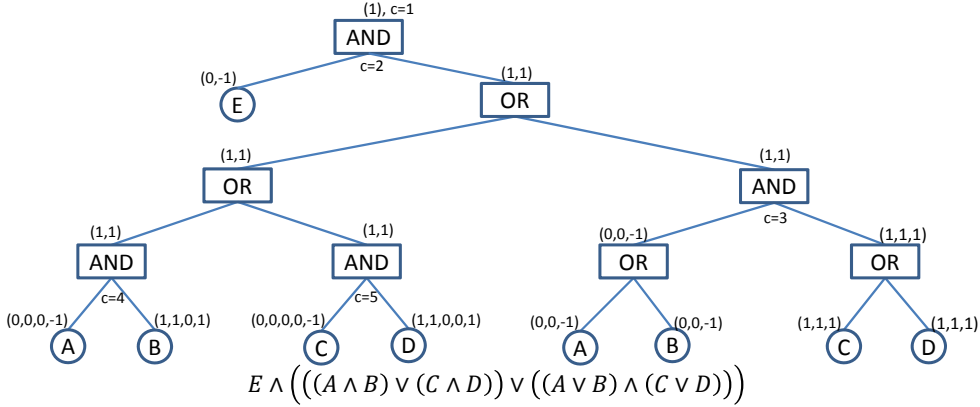 (1), c=1
AND
c=2
(0,-1)
(1,1)
E
OR
(1,1)
(1,1)
OR
AND
c=3
(1,1)
(1,1)
(0,0,-1)
(1,1,1)
AND
AND
OR
OR
c=4
c=5
(0,0,0,-1)
(1,1,0,1)
(0,0,0,0,-1)
(1,1,0,0,1)
(0,0,-1)
(0,0,-1)
(1,1,1)
(1,1,1)
A
B
C
D
A
B
C
D
E ∧ (((A ∧ B) ∨ (C ∧ D)) ∨ ((A ∨ B) ∧ (C ∨ D)))